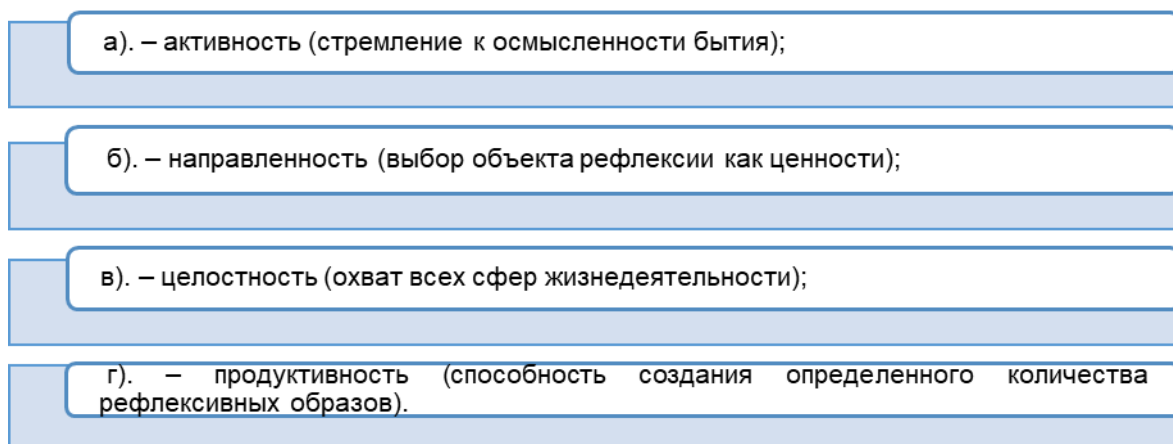 а). – активность (стремление к осмысленности бытия);
б). – направленность (выбор объекта рефлексии как ценности);
в). – целостность (охват всех сфер жизнедеятельности);
г). – продуктивность (способность создания определенного количества
рефлексивных образов).